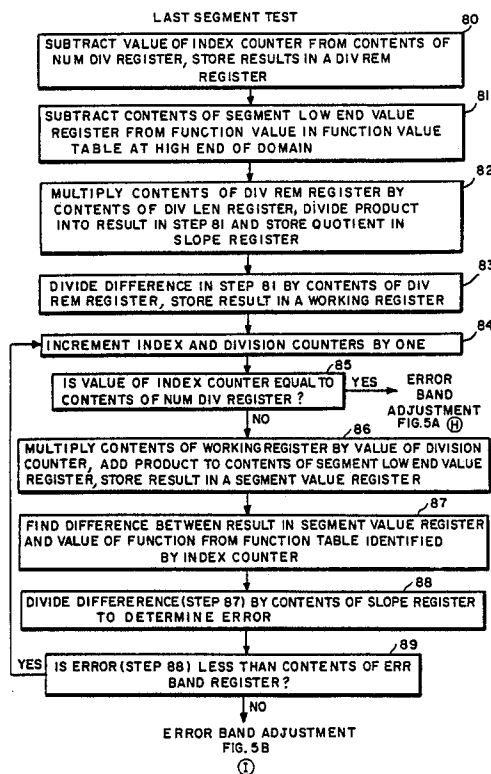 LAST SEGMENT TEST
80
SUBTRACT VALUE OF INDEX COUNTER FROM CONTENTS OF
NUM DIV REGISTER, STORE RESULTS IN A DIV REM
REGISTER
81
SUBTRACT CONTENTS OF SEGMENT LOW END VALUE
REGISTER FROM FUNCTION VALUE IN FUNCTION VALUE
TABLE AT HIGH END OF DOMAIN
82
MULTIPLY CONTENTS OF DIV REM REGISTER BY
CONTENTS OF DIV LEN REGISTER, DIVIDE PRODUCT
INTO RESULT IN STEP 81 AND STORE QUOTIENT IN
SLOPE REGISTER
83
DIVIDE DIFFERENCE IN STEP 81 BY CONTENTS OF DIV
REM REGISTER, STORE RESULT IN A WORKING REGISTER
84
INCREMENT INDEX AND DIVISION COUNTERS BY ONE
85
IS VALUE OF INDEX COUNTER EQUAL TO
CONTENTS OF NUM DIV REGISTER?
YES
ERROR
BAND
ADJUSTMENT
FIG.5A H
NO
86
MULTIPLY CONTENTS OF WORKING REGISTER BY VALUE OF DIVISION
COUNTER, ADD PRODUCT TO CONTENTS OF SEGMENT LOW END VALUE
REGISTER, STORE RESULT IN A SEGMENT VALUE REGISTER
87
FIND DIFFERENCE BETWEEN RESULT IN SEGMENT VALUE REGISTER
AND VALUE OF FUNCTION FROM FUNCTION TABLE IDENTIFIED
BY INDEX COUNTER
88
DIVIDE DIFFERERENCE (STEP 87) BY CONTENTS OF SLOPE REGISTER
TO DETERMINE ERROR
89
YES
IS ERROR (STEP 88) LESS THAN CONTENTS OF ERR
BAND REGISTER?
NO
ERROR BAND ADJUSTMENT
FIG. 5B
I